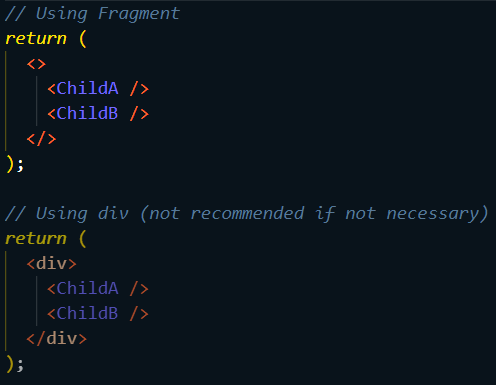 // Using Fragment
return (
  <>
    <ChildA />
    <ChildB />
  </>
);

// Using div (not recommended if not necessary)
return (
  <div>
    <ChildA />
    <ChildB />
  </div>
);